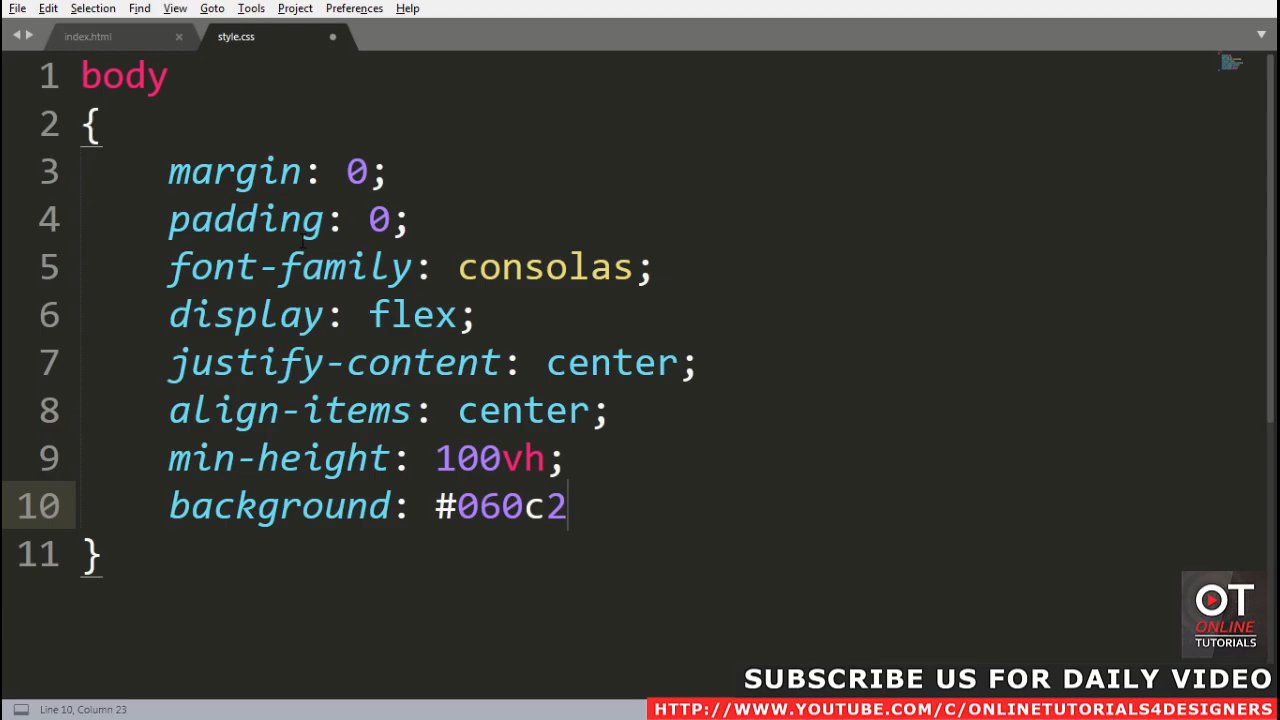 File Edit Selection Find View Goto Tools Project Preferences Help
index.html × style.css
1 body
2 {
3 margin: 0;
4 padding: 0;
5 font-family: consolas;
6 display: flex;
7 justify-content: center;
8 align-items: center;
9 min-height: 100vh;
10 background: #060c2
11 }
OT
ONLINE
TUTORIALS
SUBSCRIBE US FOR DAILY VIDEO
Line 10, Column 23 HTTP://WWW.YOUTUBE.COM/C/ONLINETUTORIALS4DESIGNERS